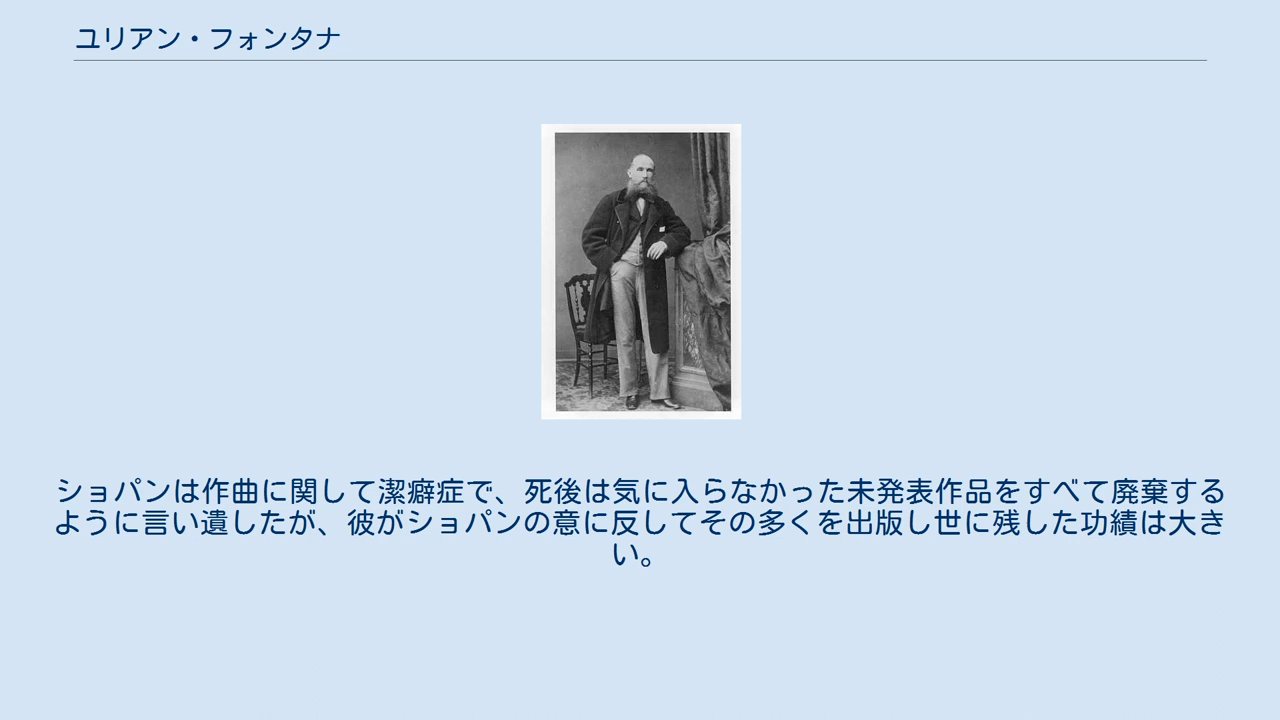 ユリアン・フォンタナ
ショパンは作曲に関して潔癖症で、死後は気に入らなかった未発表作品をすべて廃棄する
ように言い遺したが、彼がショパンの意に反してその多くを出版し世に残した功績は大き
い。